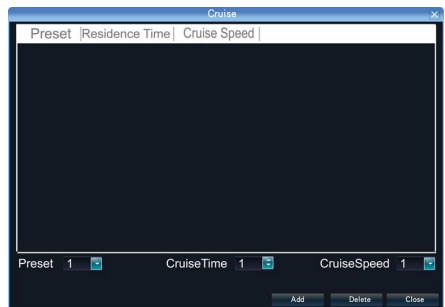 Cruise
Preset Residence Time Cruise Speed
Preset 1 CruiseTime 1 CruiseSpeed 1
Add Delete Close